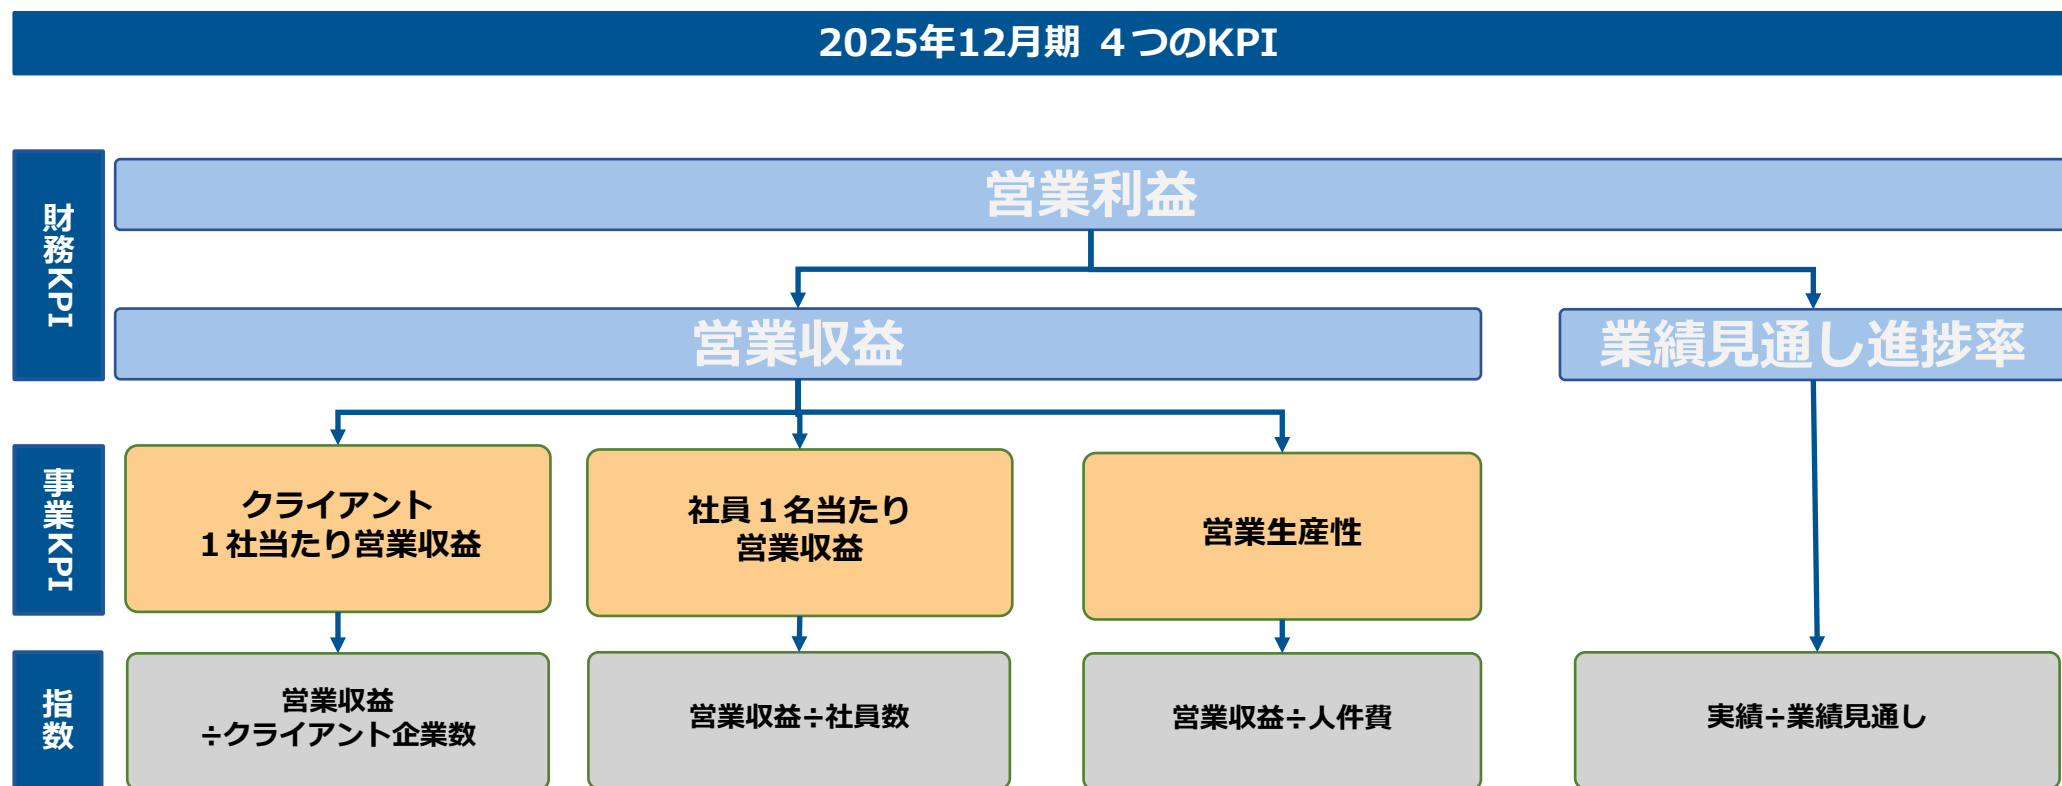 2025年12月期 ４つのKPI
財務KPI
営業利益
営業収益
業績見通し進捗率
事業KPI
クライアント
１社当たり営業収益
社員１名当たり
営業収益
営業生産性
指数
営業収益
÷クライアント企業数
営業収益÷社員数
営業収益÷人件費
実績÷業績見通し